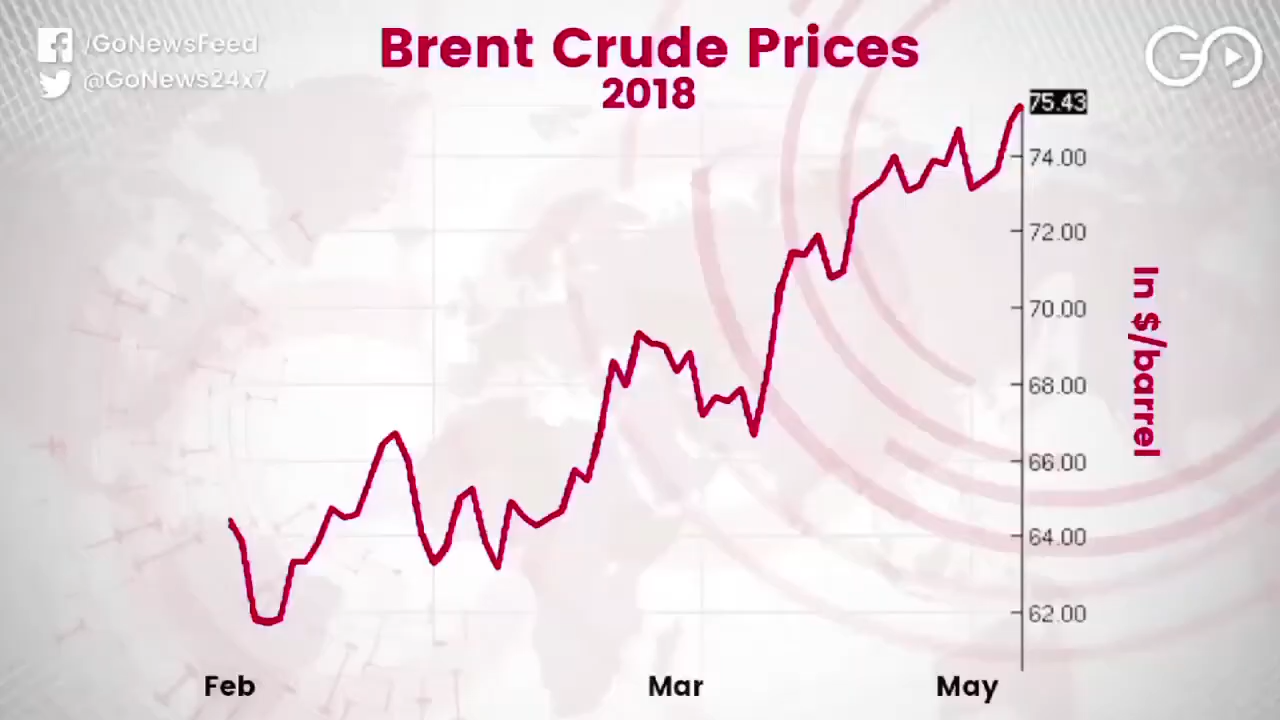 /GoNewsFeed
@GoNews24x7
Brent Crude Prices
2018
GO
75.43
74.00
72.00
70.00
68.00
66.00
64.00
62.00
In $/barrel
Feb
Mar
May